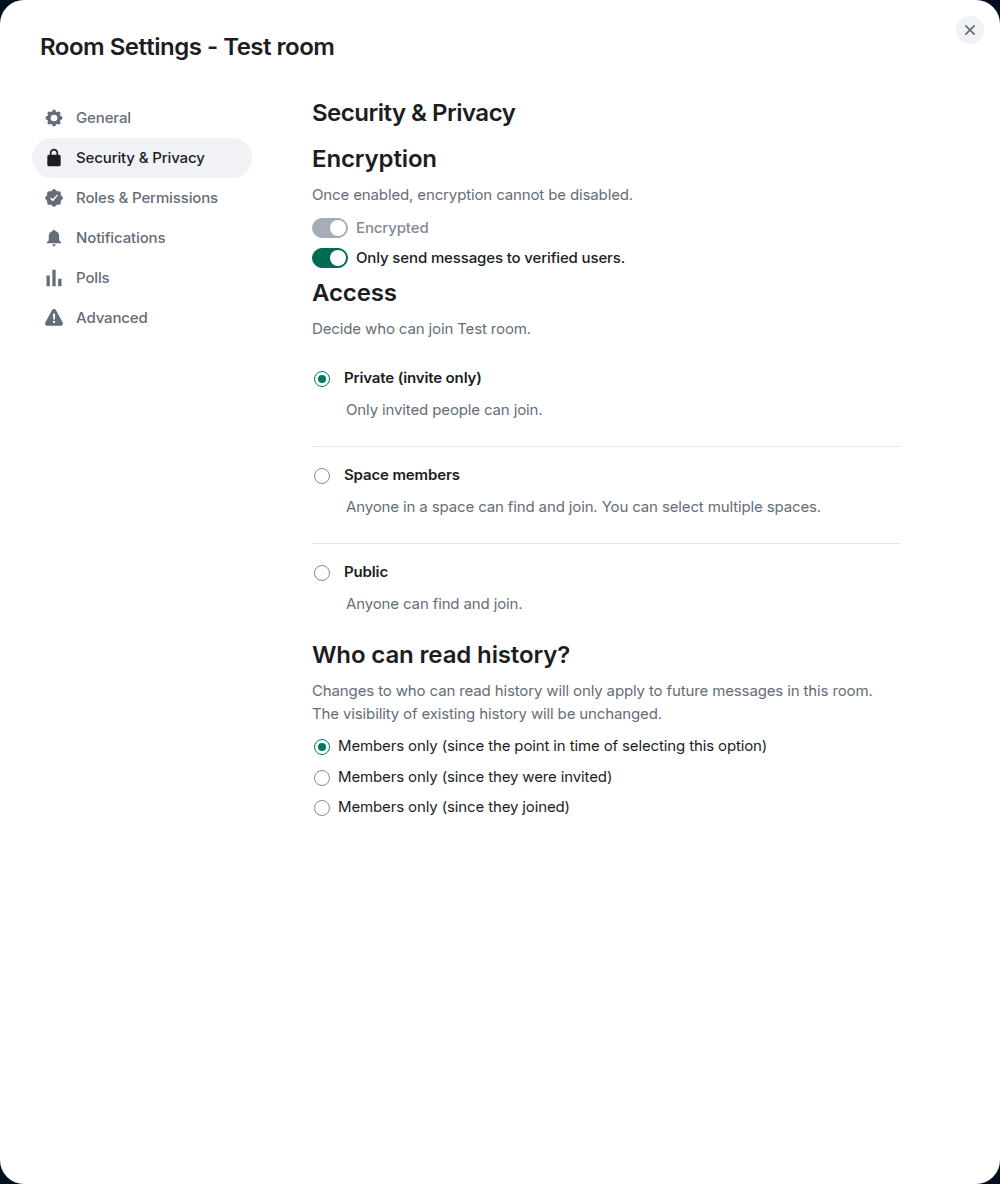 Room Settings - Test room
General
Security & Privacy
Roles & Permissions
Notifications
Polls
Advanced
Security & Privacy
Encryption
Once enabled, encryption cannot be disabled.
Encrypted
Only send messages to verified users.
Access
Decide who can join Test room.
Private (invite only)
Only invited people can join.
Space members
Anyone in a space can find and join. You can select multiple spaces.
Public
Anyone can find and join.
Who can read history?
Changes to who can read history will only apply to future messages in this room.
The visibility of existing history will be unchanged.
Members only (since the point in time of selecting this option)
Members only (since they were invited)
Members only (since they joined)